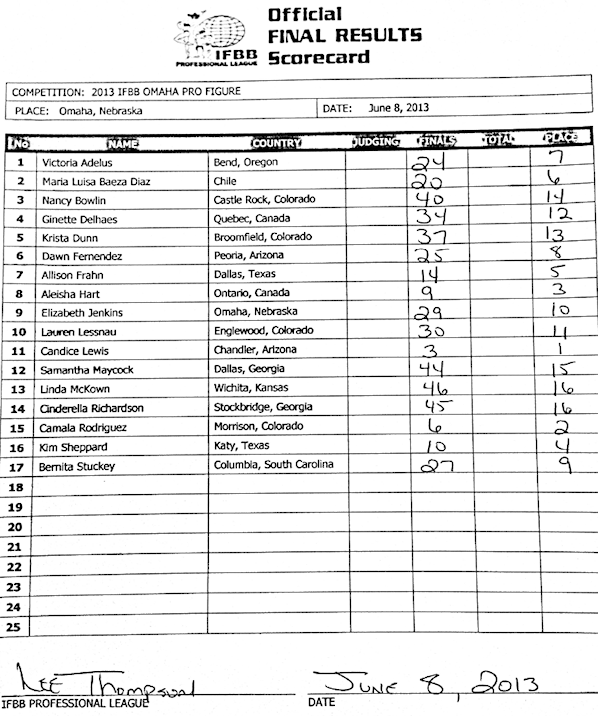 Official
FINAL RESULTS
Scorecard
IFBB
PROFESSIONAL LEAGUE
COMPETITION: 2013 IFBB OMAHA PRO FIGURE
PLACE: Omaha, Nebraska DATE: June 8, 2013
No NAME COUNTRY JUDGING FINALS TOTAL PLACE
1 Victoria Adelus Bend, Oregon 24 7
2 Maria Luisa Baeza Diaz Chile 20 6
3 Nancy Bowlin Castle Rock, Colorado 40 14
4 Ginette Delhaes Quebec, Canada 34 12
5 Krista Dunn Broomfield, Colorado 37 13
6 Dawn Fernendez Peoria, Arizona 25 8
7 Allison Frahn Dallas, Texas 14 5
8 Aleisha Hart Ontario, Canada 9 3
9 Elizabeth Jenkins Omaha, Nebraska 29 10
10 Lauren Lessnau Englewood, Colorado 30 11
11 Candice Lewis Chandler, Arizona 3 1
12 Samantha Maycock Dallas, Georgia 44 15
13 Linda McKown Wichita, Kansas 46 16
14 Cinderella Richardson Stockbridge, Georgia 45 16
15 Camala Rodriguez Morrison, Colorado 6 2
16 Kim Sheppard Katy, Texas 10 4
17 Bernita Stuckey Columbia, South Carolina 27 9
18
19
20
21
22
23
24
25
Lee Thompson June 8, 2013
IFBB PROFESSIONAL LEAGUE DATE